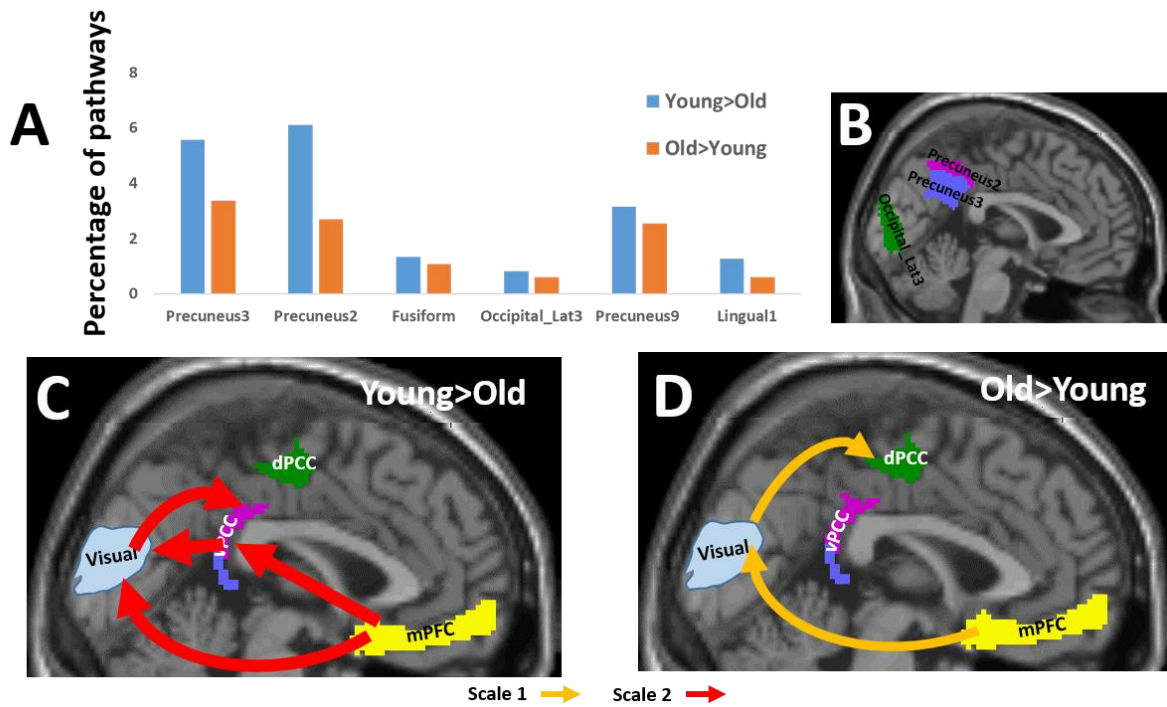 A
Percentage of pathways
8
6
4
2
0
Young>Old
Old>Young
Precuneus3
Precuneus2
Fusiform
Occipital_Lat3
Precuneus9
Lingual1
B
Precuneus2
Precuneus3
Occipital_Lat3
C
Young>Old
dPCC
vPCC
Visual
mPFC
D
Old>Young
dPCC
vPCC
Visual
mPFC
Scale 1
Scale 2